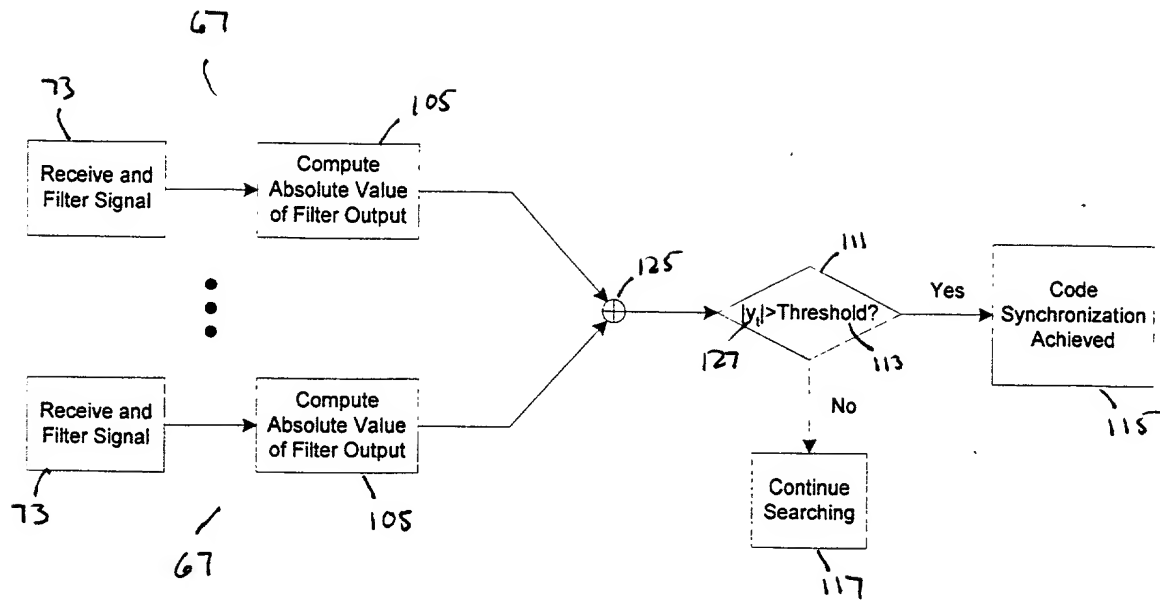 67
73
105
Receive and
Filter Signal
Compute
Absolute Value
of Filter Output
125
111
|yt|>Threshold?
127
113
Yes
Code
Synchronization
Achieved
115
No
Continue
Searching
117
Receive and
Filter Signal
Compute
Absolute Value
of Filter Output
73
67
105